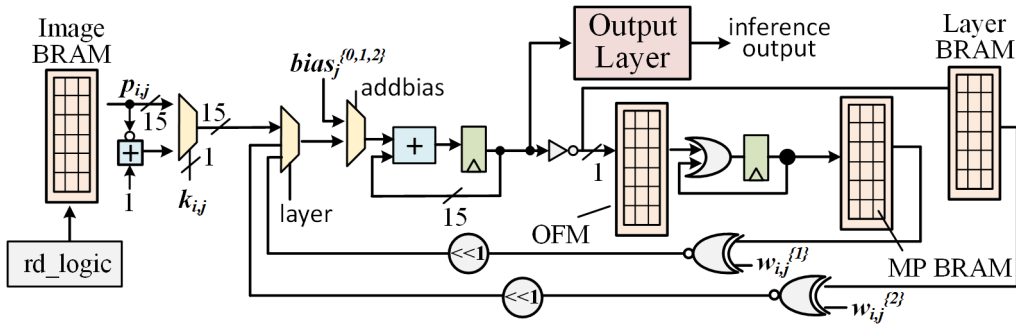 Image
BRAM
p_{i,j}
15
+
1
1
k_{i,j}
rd_logic
15
bias_j^{0,1,2}
addbias
layer
+
15
Output
Layer
inference
output
1
OFM
MP BRAM
Layer
BRAM
<<1
w_{i,j}^{1}
<<1
w_{i,j}^{2}